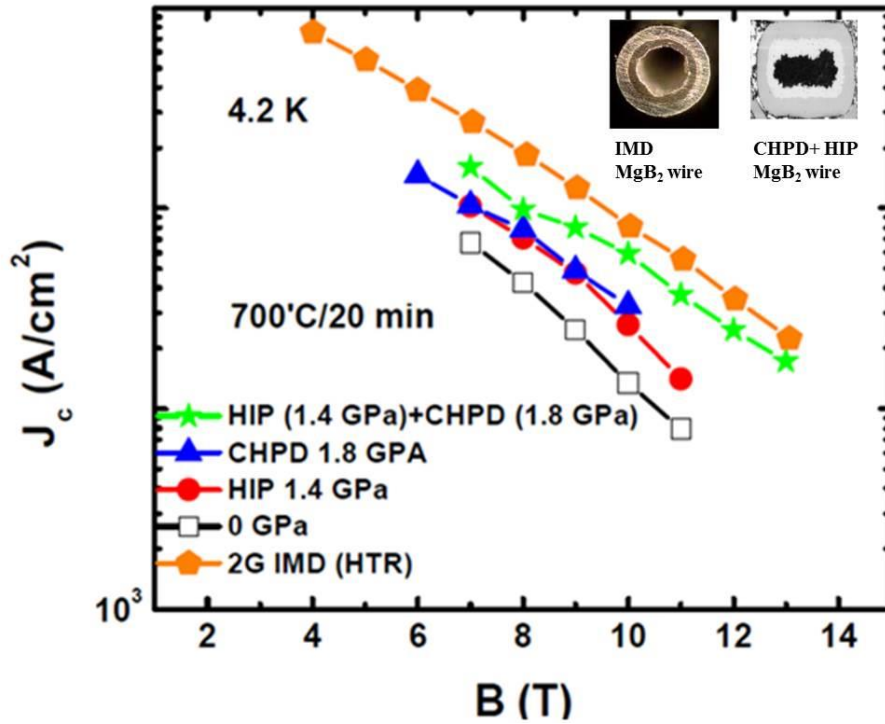 4.2 K
IMD
MgB₂ wire
CHPD+ HIP
MgB₂ wire
700'C/20 min
J_c (A/cm²)
HIP (1.4 GPa)+CHPD (1.8 GPa)
CHPD 1.8 GPA
HIP 1.4 GPa
0 GPa
2G IMD (HTR)
10³
2 4 6 8 10 12 14
B (T)